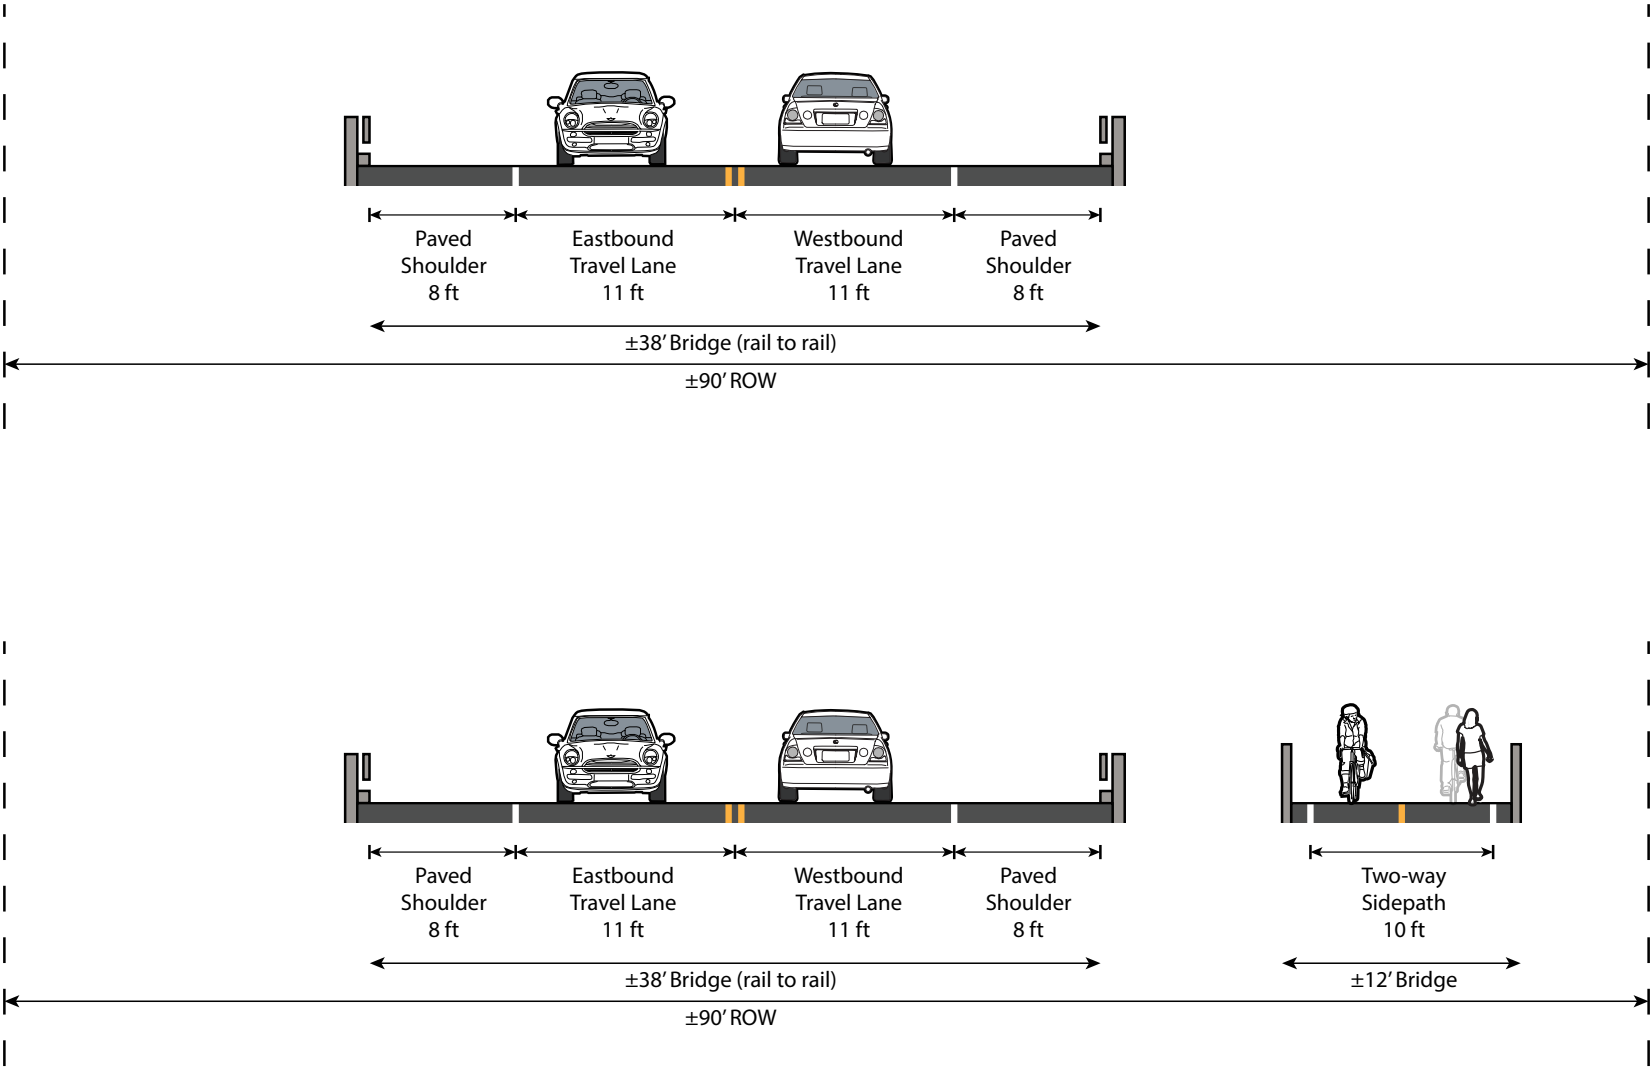 Paved
Shoulder
8 ft
Eastbound
Travel Lane
11 ft
Westbound
Travel Lane
11 ft
Paved
Shoulder
8 ft
±38’ Bridge (rail to rail)
±90’ ROW
Paved
Shoulder
8 ft
Eastbound
Travel Lane
11 ft
Westbound
Travel Lane
11 ft
Paved
Shoulder
8 ft
Two-way
Sidepath
10 ft
±38’ Bridge (rail to rail)
±12’ Bridge
±90’ ROW